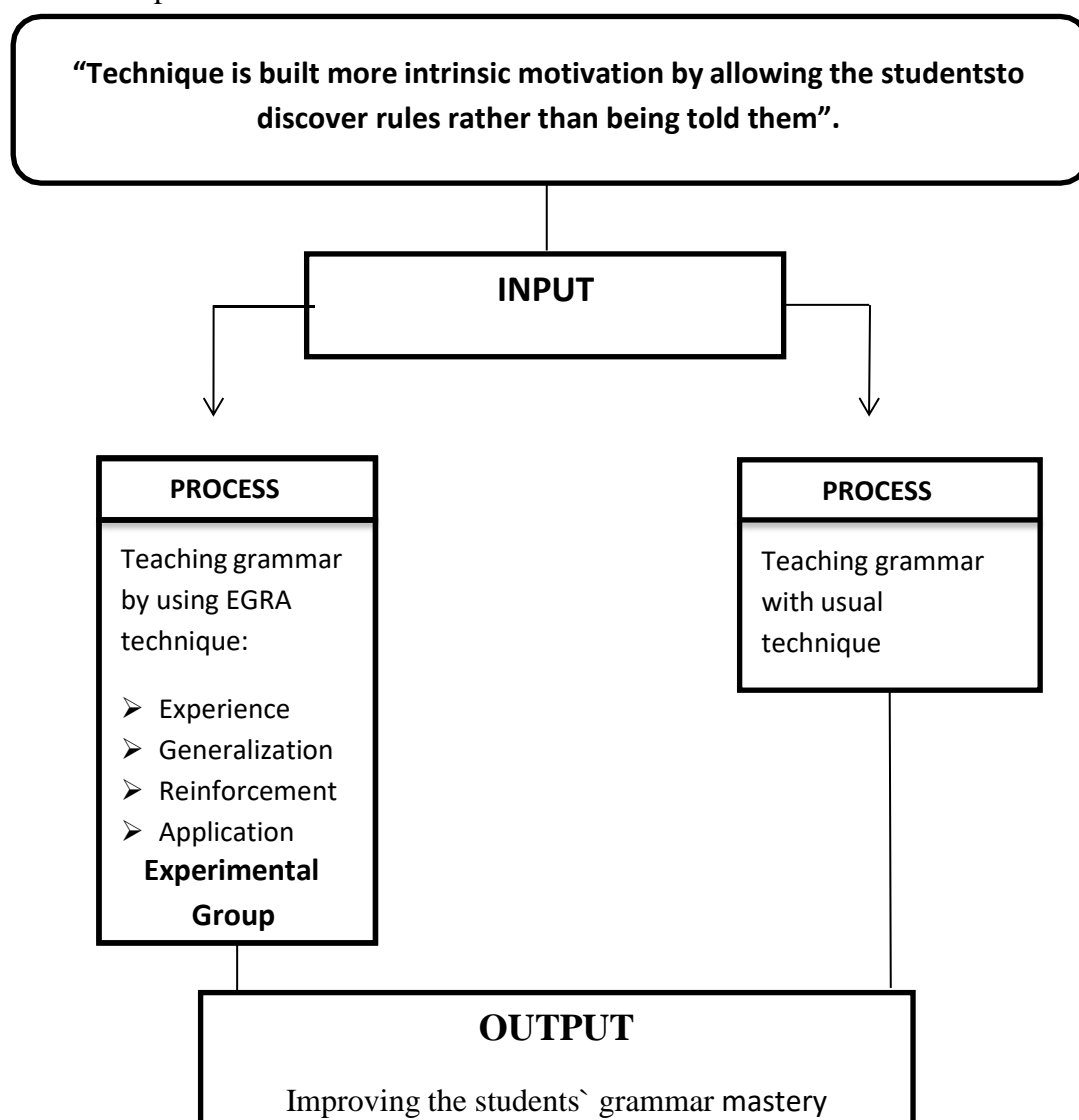 “Technique is built more intrinsic motivation by allowing the studentsto
discover rules rather than being told them”.
INPUT
PROCESS
Teaching grammar
by using EGRA
technique:
➢ Experience
➢ Generalization
➢ Reinforcement
➢ Application
Experimental
Group
PROCESS
Teaching grammar
with usual
technique
OUTPUT
Improving the students` grammar mastery